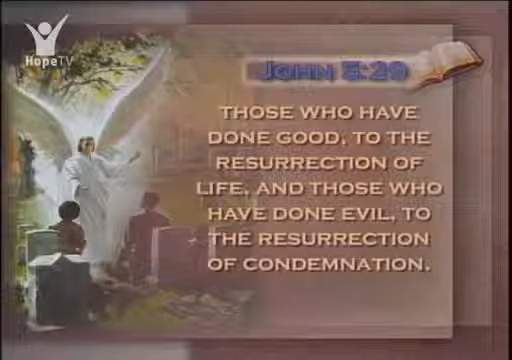 HopeTV
JOHN 5:29
THOSE WHO HAVE
DONE GOOD, TO THE
RESURRECTION OF
LIFE, AND THOSE WHO
HAVE DONE EVIL, TO
THE RESURRECTION
OF CONDEMNATION.